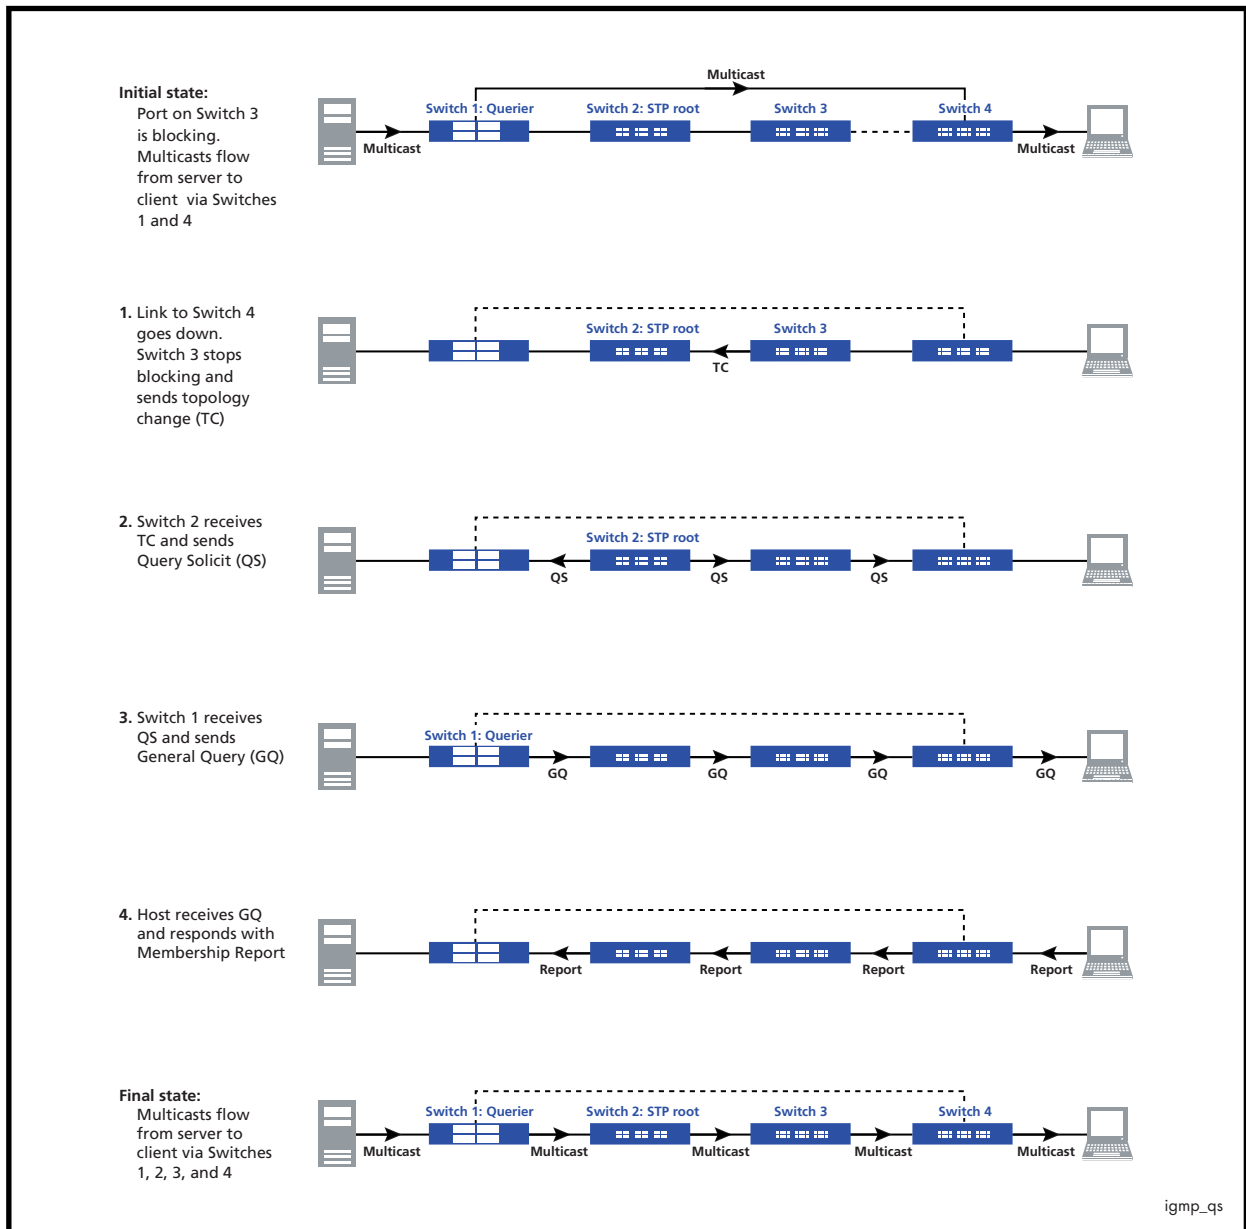 Multicast
Initial state:
Port on Switch 3
is blocking.
Multicasts flow
from server to
client via Switches
1 and 4
Switch 1: Querier
Switch 2: STP root
Switch 3
Switch 4
Multicast
Multicast
1. Link to Switch 4
goes down.
Switch 3 stops
blocking and
sends topology
change (TC)
Switch 2: STP root
Switch 3
TC
2. Switch 2 receives
TC and sends
Query Solicit (QS)
Switch 2: STP root
QS
QS
QS
3. Switch 1 receives
QS and sends
General Query (GQ)
Switch 1: Querier
GQ
GQ
GQ
GQ
4. Host receives GQ
and responds with
Membership Report
Report
Report
Report
Report
Final state:
Multicasts flow
from server to
client via Switches
1, 2, 3, and 4
Switch 1: Querier
Switch 2: STP root
Switch 3
Switch 4
Multicast
Multicast
Multicast
Multicast
Multicast
igmp_qs